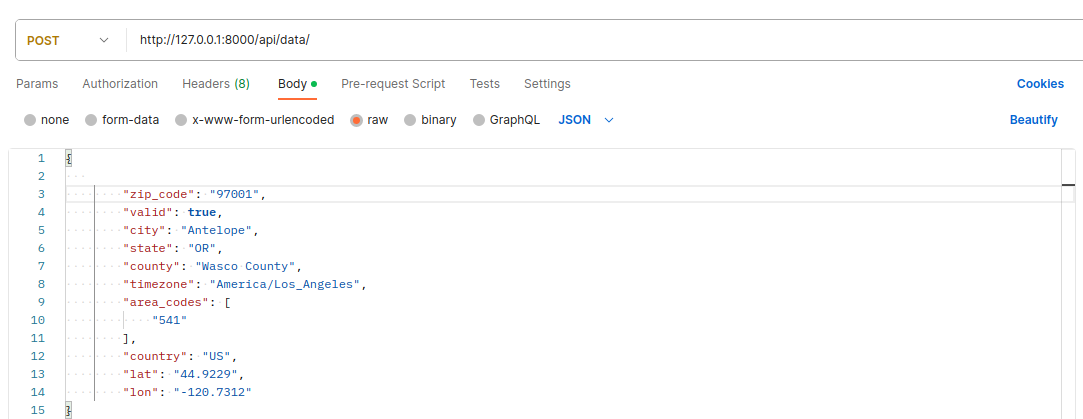 POST http://127.0.0.1:8000/api/data/
Params Authorization Headers (8) Body Pre-request Script Tests Settings Cookies
none form-data x-www-form-urlencoded raw binary GraphQL JSON Beautify
1 {
2
3 "zip_code": "97001",
4 "valid": true,
5 "city": "Antelope",
6 "state": "OR",
7 "county": "Wasco County",
8 "timezone": "America/Los_Angeles",
9 "area_codes": [
10 "541"
11 ],
12 "country": "US",
13 "lat": "44.9229",
14 "lon": "-120.7312"
15 }